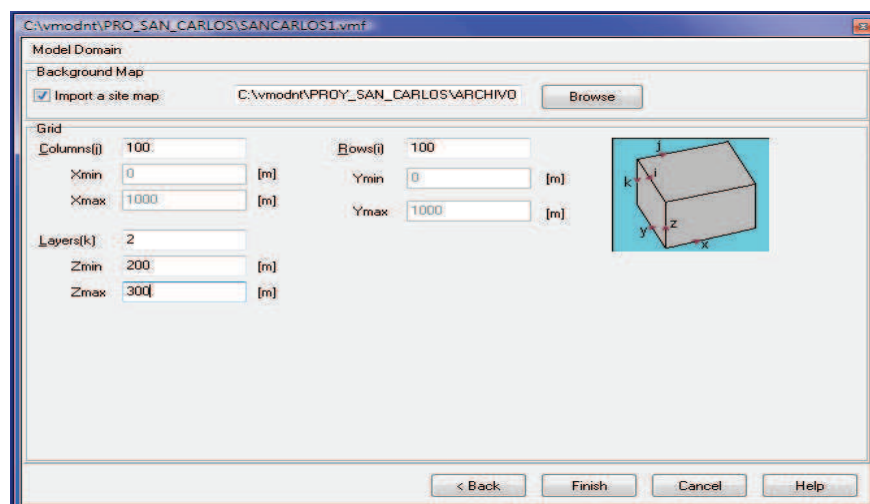 C:\vmodnt\PRO_SAN_CARLOS\SANCARLOS1.vmf
Model Domain
Background Map
Import a site map C:\vmodnt\PROY_SAN_CARLOS\ARCHIVO Browse
Grid
Columns(j) 100 Rows(i) 100
Xmin 0 [m] Ymin 0 [m]
Xmax 1000 [m] Ymax 1000 [m]
Layers(k) 2
Zmin 200 [m]
Zmax 300 [m]
j
k i
y z
x
< Back Finish Cancel Help